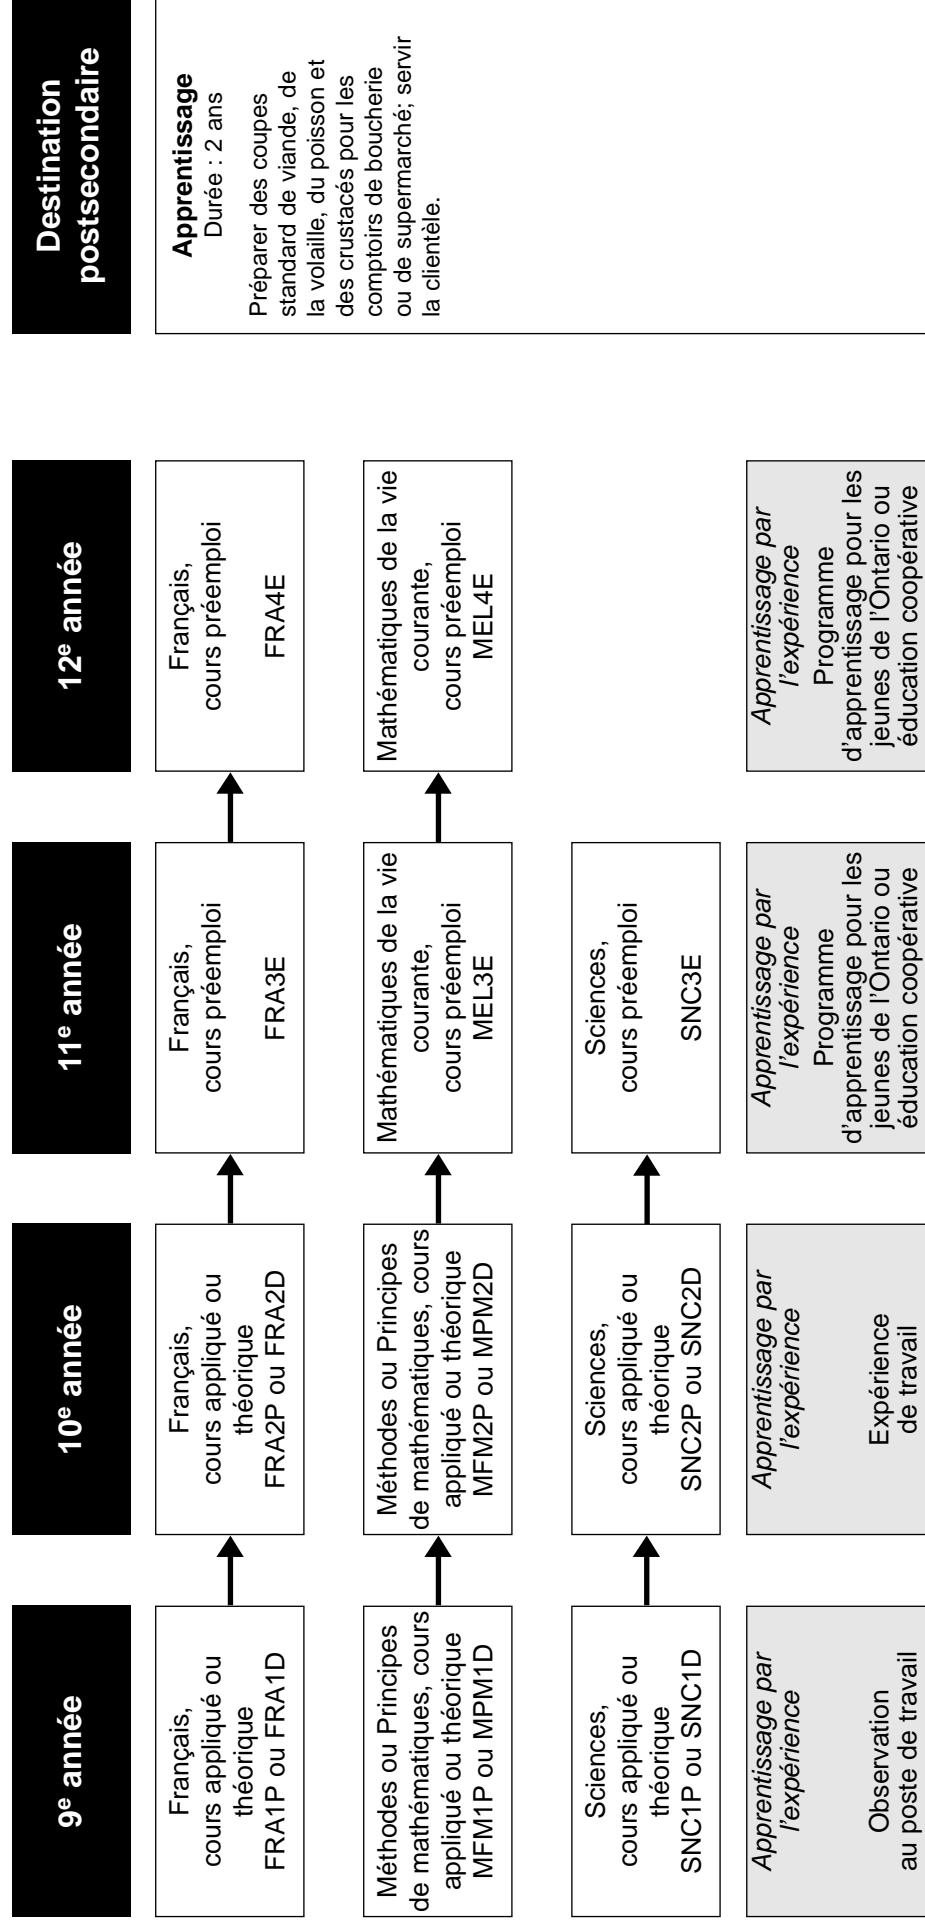 9e année
10e année
11e année
12e année
Destination
postsecondaire
Français,
cours appliqué ou
théorique
FRA1P ou FRA1D
Français,
cours appliqué ou
théorique
FRA2P ou FRA2D
Français,
cours préemploi
FRA3E
Français,
cours préemploi
FRA4E
Apprentissage
Durée : 2 ans
Préparer des coupes
standard de viande, de
la volaille, du poisson et
des crustacés pour les
comptoirs de boucherie
ou de supermarché; servir
la clientèle.
Méthodes ou Principes
de mathématiques, cours
appliqué ou théorique
MFM1P ou MPM1D
Méthodes ou Principes
de mathématiques, cours
appliqué ou théorique
MFM2P ou MPM2D
Mathématiques de la vie
courante,
cours préemploi
MEL3E
Mathématiques de la vie
courante,
cours préemploi
MEL4E
Sciences,
cours appliqué ou
théorique
SNC1P ou SNC1D
Sciences,
cours appliqué ou
théorique
SNC2P ou SNC2D
Sciences,
cours préemploi
SNC3E
Apprentissage par
l'expérience
Observation
au poste de travail
Apprentissage par
l'expérience
Expérience
de travail
Apprentissage par
l'expérience
Programme
d'apprentissage pour les
jeunes de l'Ontario ou
éducation coopérative
Apprentissage par
l'expérience
Programme
d'apprentissage pour les
jeunes de l'Ontario ou
éducation coopérative